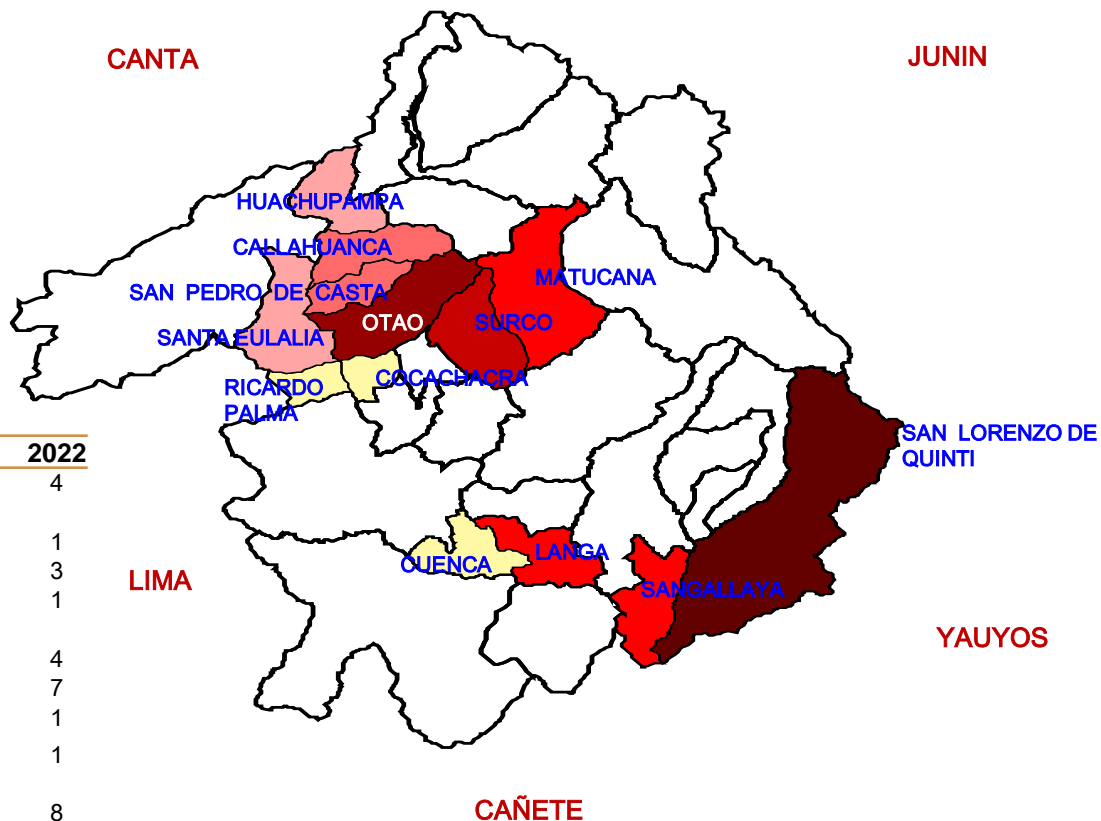 CANTA
JUNIN
HUACHUPAMPA
CALLAHUANCA
MATUCANA
SAN PEDRO DE CASTA
OTAO
SURCO
SANTA EULALIA
COCACHACRA
RICARDO
PALMA
SAN LORENZO DE
QUINTI
2022
4
1
3
1
4
7
1
1
8
LANGA
CUENCA
LIMA
SANGALLAYA
YAUYOS
CAÑETE